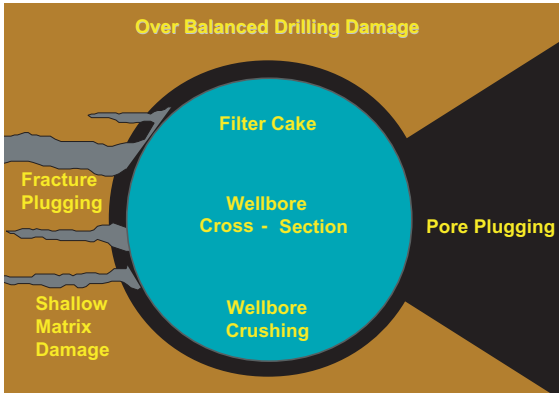 Over Balanced Drilling Damage
Filter Cake
Fracture
Plugging
Wellbore
Cross - Section
Pore Plugging
Shallow
Matrix
Damage
Wellbore
Crushing